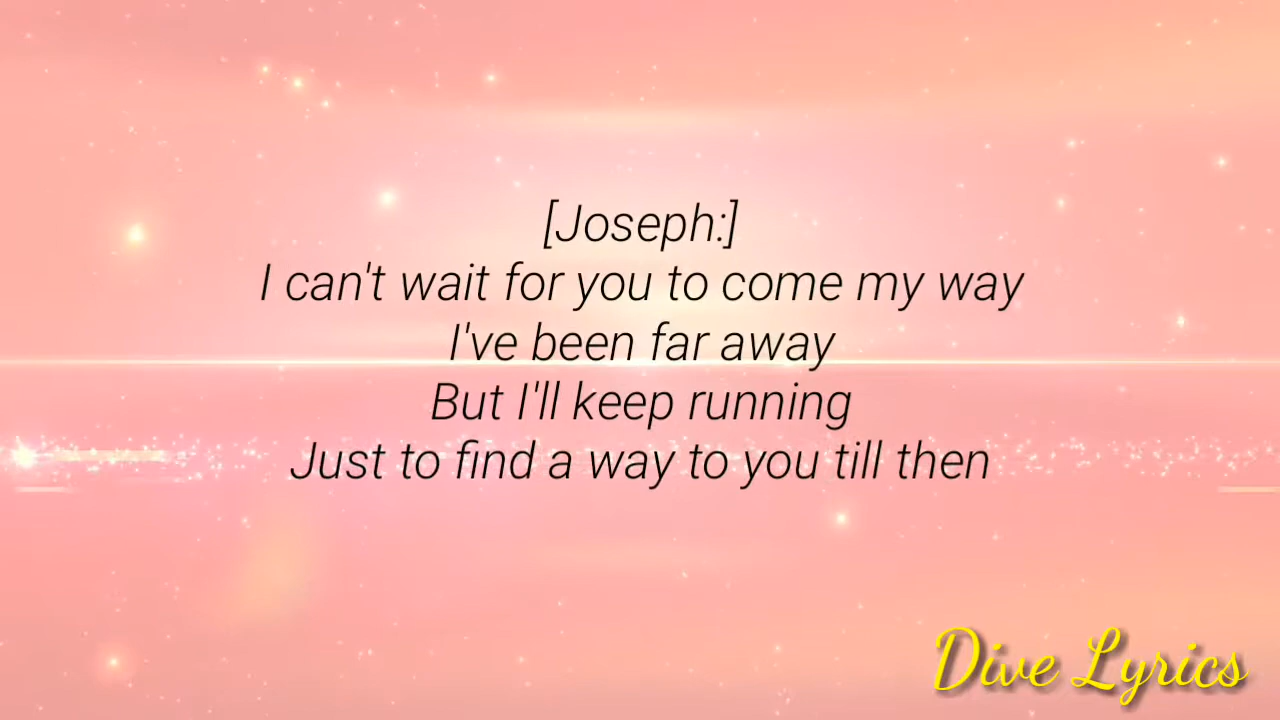 [Joseph:]
I can't wait for you to come my way
I've been far away
But I'll keep running
Just to find a way to you till then
Dive Lyrics